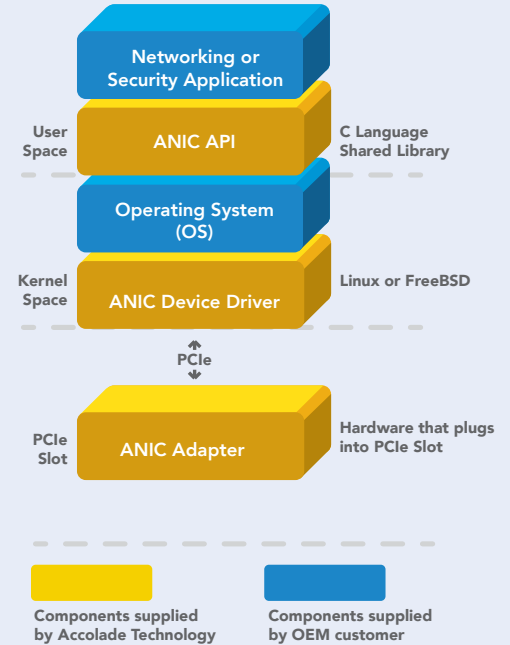 Networking or
Security Application
User
Space
ANIC API
C Language
Shared Library
Operating System
(OS)
Kernel
Space
ANIC Device Driver
Linux or FreeBSD
PCIe
PCIe
Slot
ANIC Adapter
Hardware that plugs
into PCIe Slot
Components supplied
by Accolade Technology
Components supplied
by OEM customer